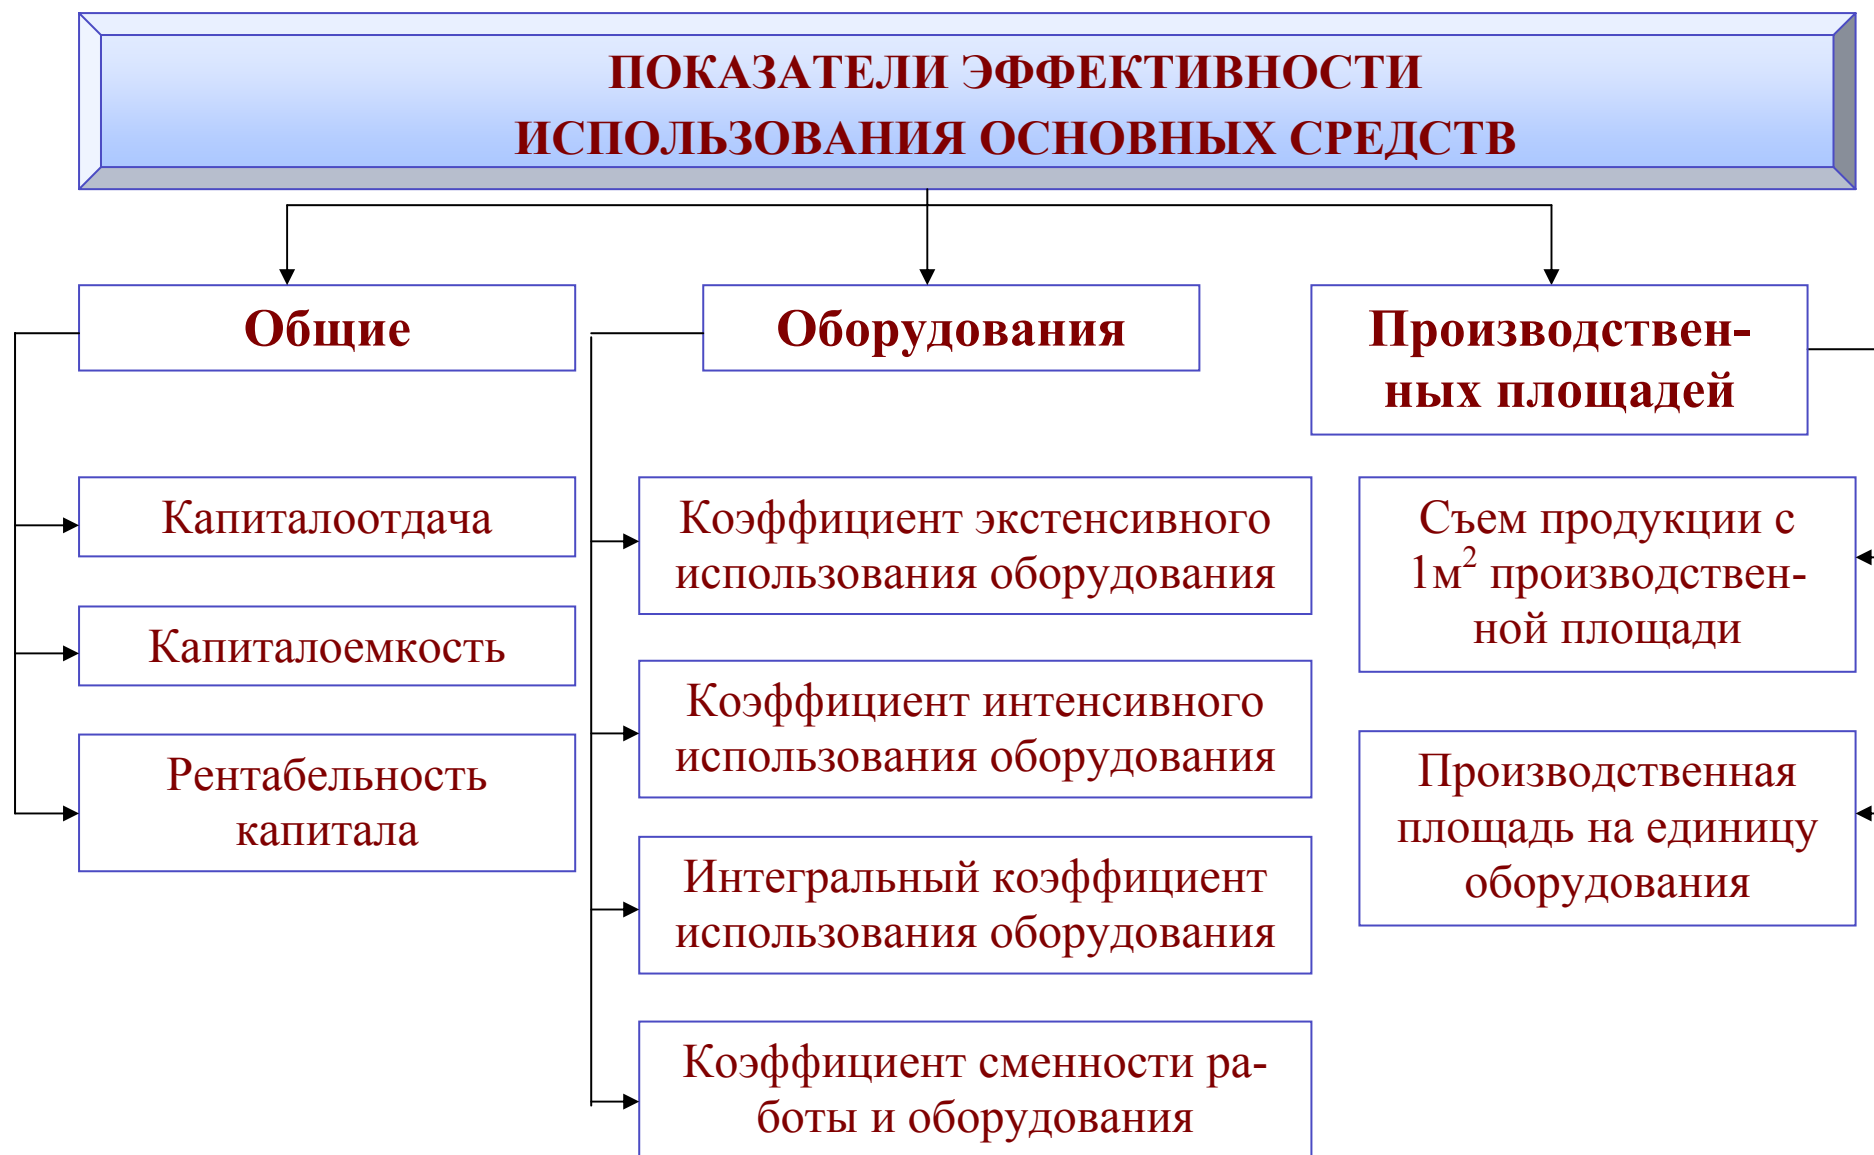 ПОКАЗАТЕЛИ ЭФФЕКТИВНОСТИ
ИСПОЛЬЗОВАНИЯ ОСНОВНЫХ СРЕДСТВ
Общие
Капиталоотдача
Капиталоемкость
Рентабельность
капитала
Оборудования
Коэффициент экстенсивного
использования оборудования
Коэффициент интенсивного
использования оборудования
Интегральный коэффициент
использования оборудования
Коэффициент сменности ра-
боты и оборудования
Производствен-
ных площадей
Съем продукции с
1м² производствен-
ной площади
Производственная
площадь на единицу
оборудования